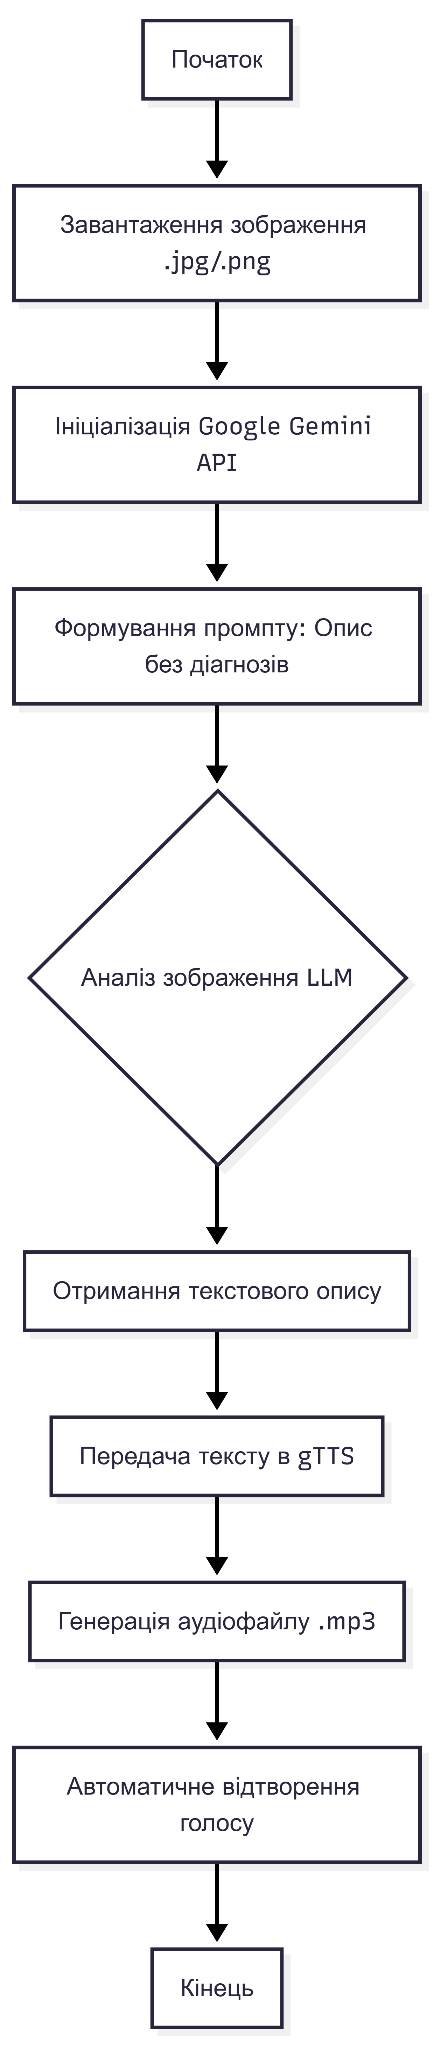 Початок
Завантаження зображення
.jpg/.png
Ініціалізація Google Gemini
API
Формування промпту: Опис
без діагнозів
Аналіз зображення LLM
Отримання текстового опису
Передача тексту в gTTS
Генерація аудіофайлу .mp3
Автоматичне відтворення
голосу
Кінець